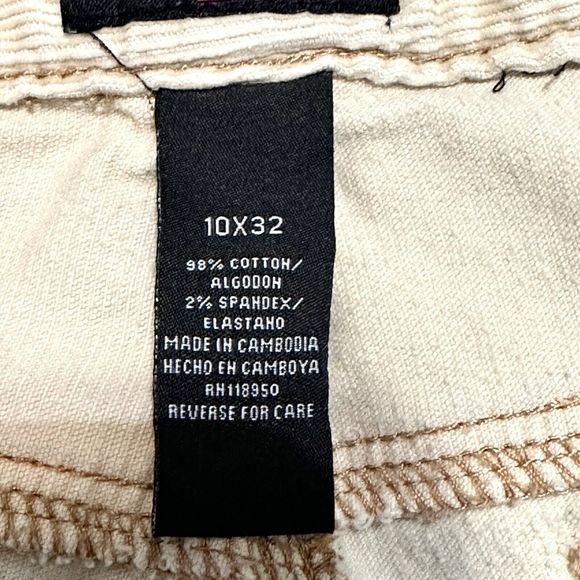 10X32
98% COTTON/
ALGODON
2% SPANDEX/
ELASTANO
MADE IN CAMBODIA
HECHO EN CAMBOYA
RN118950
REVERSE FOR CARE